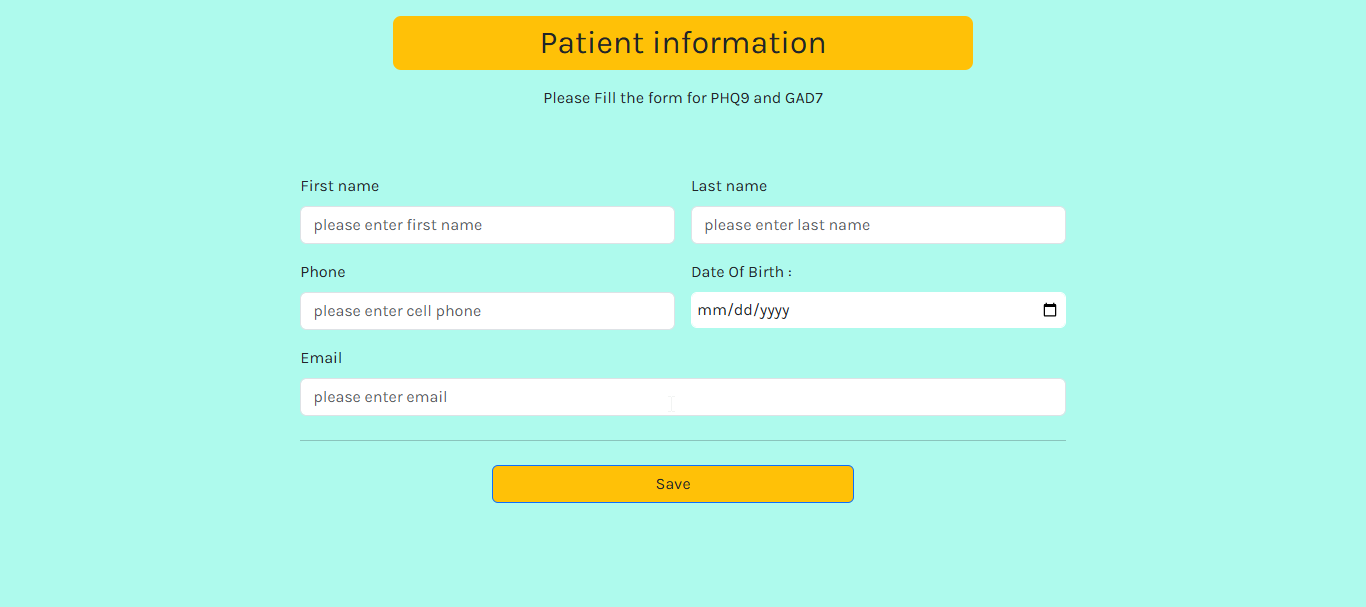 Patient information
Please Fill the form for PHQ9 and GAD7
First name
Last name
please enter first name
please enter last name
Phone
Date Of Birth :
please enter cell phone
mm/dd/yyyy
Email
please enter email
Save